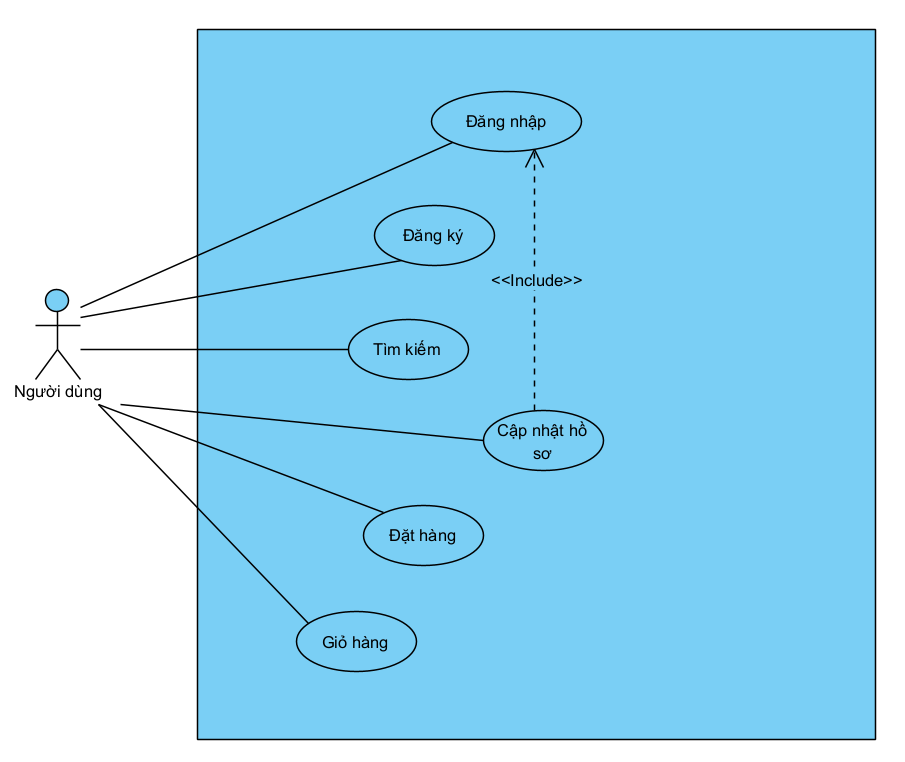 Đăng nhập
Đăng ký
<<Include>>
Tìm kiếm
Người dùng
Cập nhật hồ
sơ
Đặt hàng
Giỏ hàng